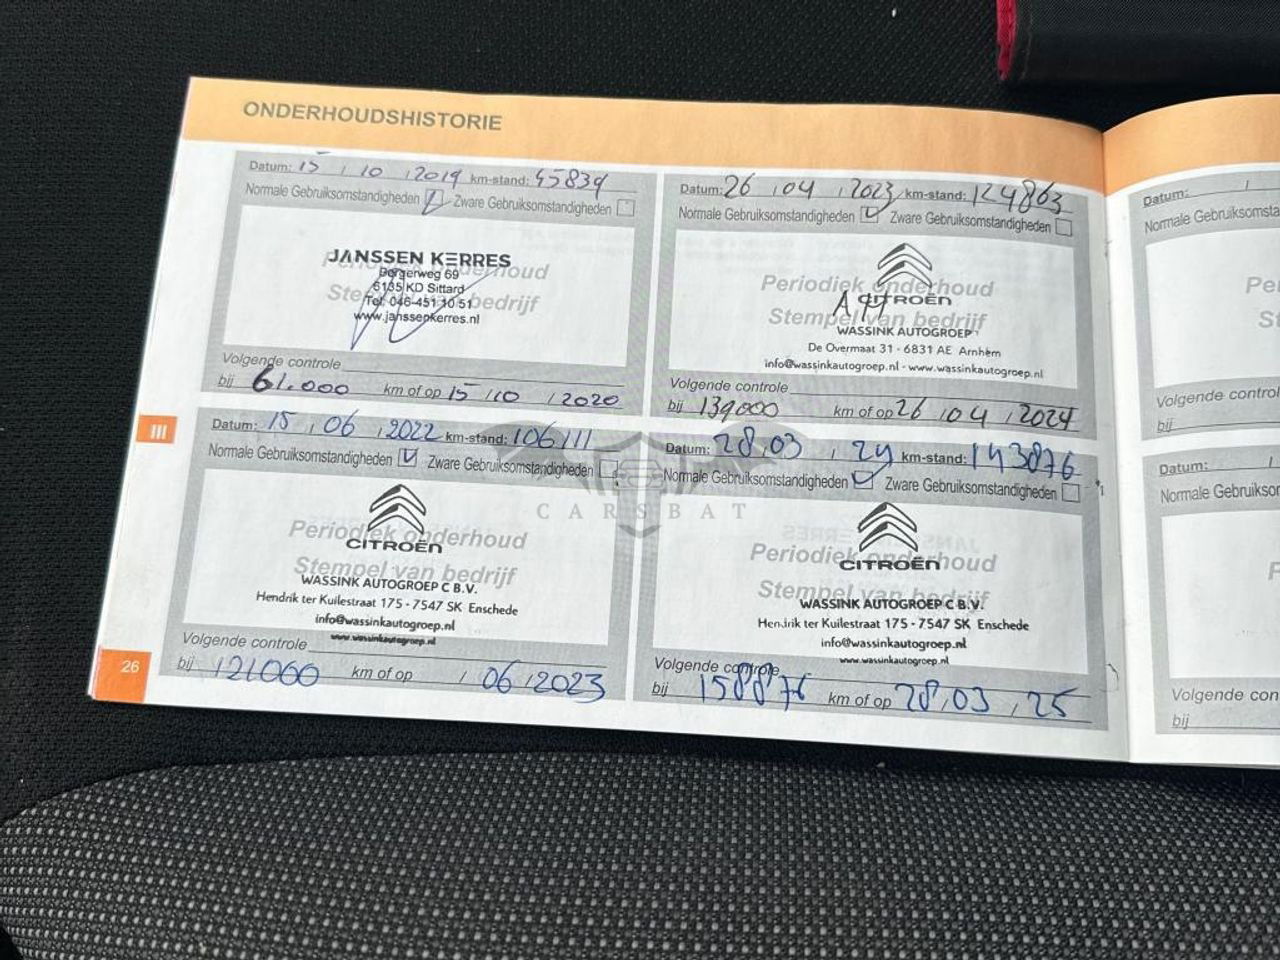 ONDERHOUDSHISTORIE
Datum: 15 / 10 / 2019 km-stand: 45839
Normale Gebruiksomstandigheden Zware Gebruiksomstandigheden
Periodiek onderhoud
Stempel van bedrijf
JANSSEN KERRES
Bergerweg 69
6135 KD Sittard
Tel: 046-451 10 51
www.janssenkerres.nl
Volgende controle
bij 61.000 km of op 15 / 10 / 2020
Datum: 15 / 06 / 2022 km-stand: 106111
Normale Gebruiksomstandigheden Zware Gebruiksomstandigheden
Periodiek onderhoud
CITROËN
Stempel van bedrijf
WASSINK AUTOGROEP C B.V.
Hendrik ter Kuilestraat 175 - 7547 SK Enschede
info@wassinkautogroep.nl
www.wassinkautogroep.nl
Volgende controle
bij 121000 km of op / 06 / 2023
III
26
Datum: 26 / 04 / 2023 km-stand: 124863
Normale Gebruiksomstandigheden Zware Gebruiksomstandigheden
Periodiek onderhoud
CITROËN
Stempel van bedrijf
WASSINK AUTOGROEP
De Overmaat 31 - 6831 AE Arnhem
info@wassinkautogroep.nl - www.wassinkautogroep.nl
Volgende controle
bij 139000 km of op 26 / 04 / 2024
Datum: 28 / 03 / 24 km-stand: 143876
Normale Gebruiksomstandigheden Zware Gebruiksomstandigheden
Periodiek onderhoud
CITROËN
Stempel van bedrijf
WASSINK AUTOGROEP C B.V.
Hendrik ter Kuilestraat 175 - 7547 SK Enschede
info@wassinkautogroep.nl
www.wassinkautogroep.nl
Volgende controle
bij 158876 km of op 28 / 03 / 25
CARSBAT
Datum: /
Normale Gebruiksomsta
Volgende control
bij
Datum: /
Normale Gebruikso
Volgende con
bij